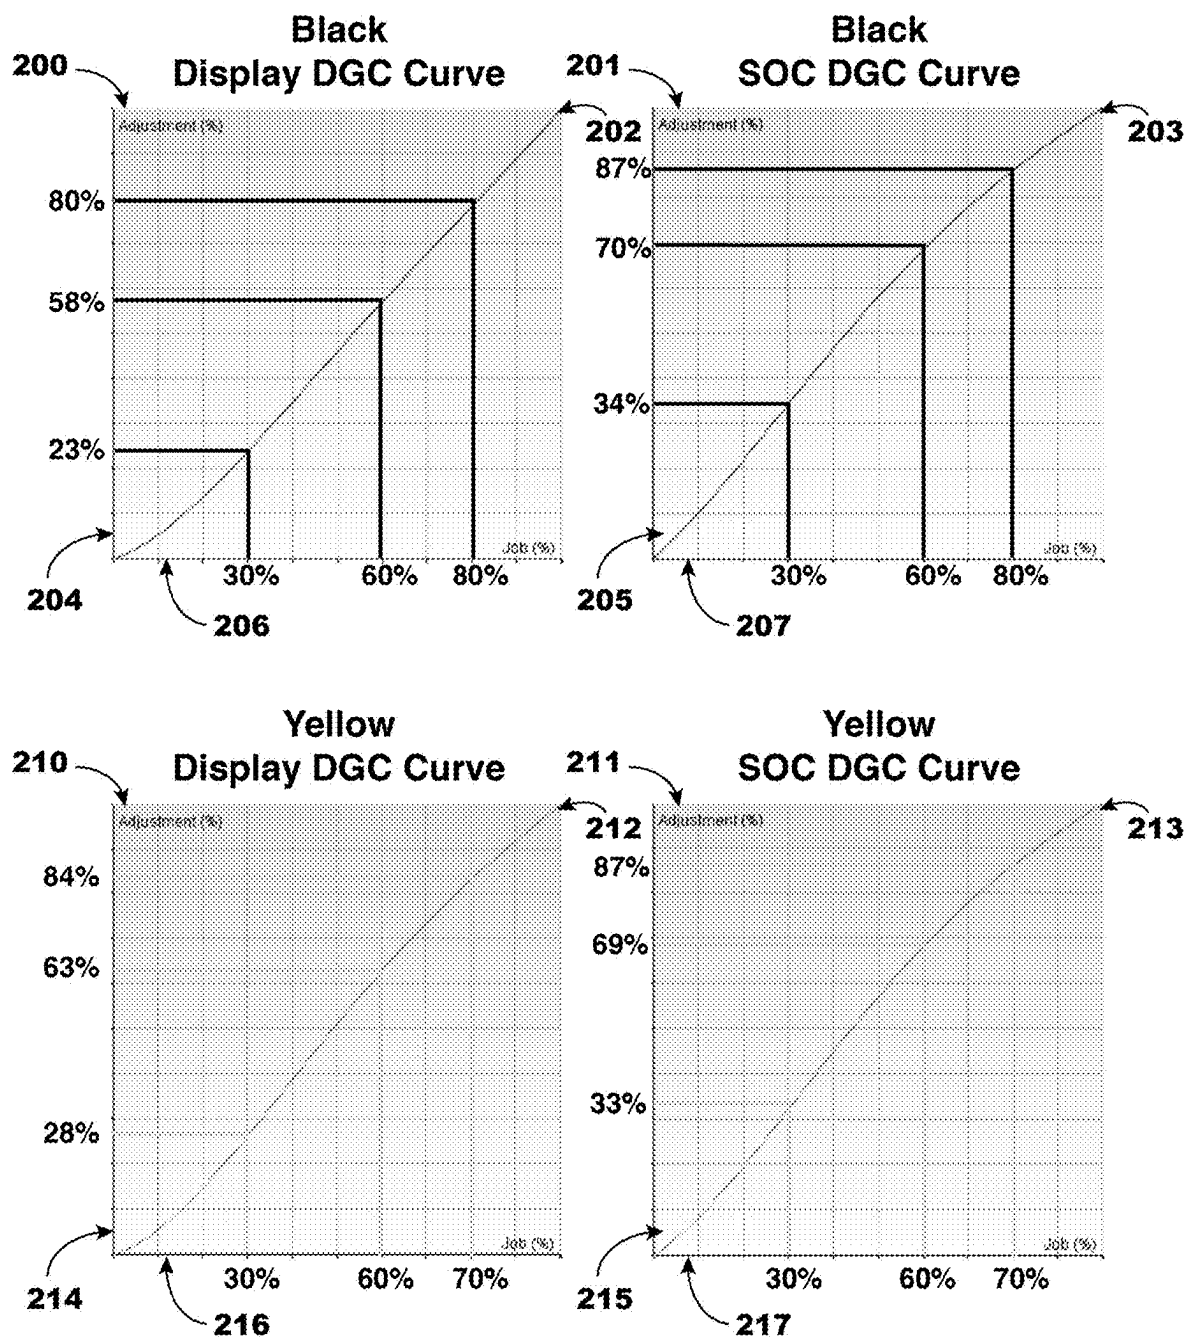 Black
Display DGC Curve
200
Adjustment (%)
202
80%
58%
23%
Job (%)
30% 60% 80%
204
206
Black
SOC DGC Curve
201
Adjustment (%)
203
87%
70%
34%
Job (%)
30% 60% 80%
205
207
Yellow
Display DGC Curve
210
Adjustment (%)
212
84%
63%
28%
Job (%)
30% 60% 70%
214
216
Yellow
SOC DGC Curve
211
Adjustment (%)
213
87%
69%
33%
Job (%)
30% 60% 70%
215
217